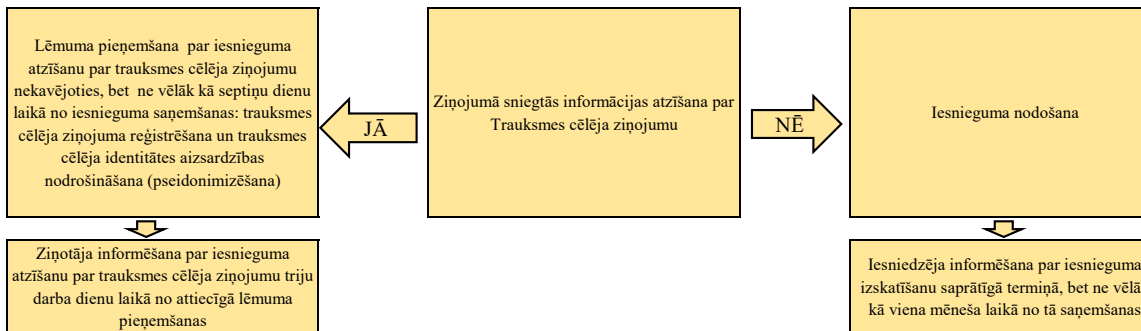 Lēmuma pieņemšana par iesnieguma
atzīšanu par trauksmes cēlēja ziņojumu
nekavējoties, bet ne vēlāk kā septiņu dienu
laikā no iesnieguma saņemšanas: trauksmes
cēlēja ziņojuma reģistrēšana un trauksmes
cēlēja identitātes aizsardzības
nodrošināšana (pseidonimizēšana)
JĀ
Ziņojumā sniegtās informācijas atzīšana par
Trauksmes cēlēja ziņojumu
NĒ
Iesnieguma nodošana
Ziņotāja informēšana par iesnieguma
atzīšanu par trauksmes cēlēja ziņojumu triju
darba dienu laikā no attiecīgā lēmuma
pieņemšanas
Iesniedzēja informēšana par iesnieguma
izskatīšanu saprātīgā termiņā, bet ne vēlāk
kā viena mēneša laikā no tā saņemšanas